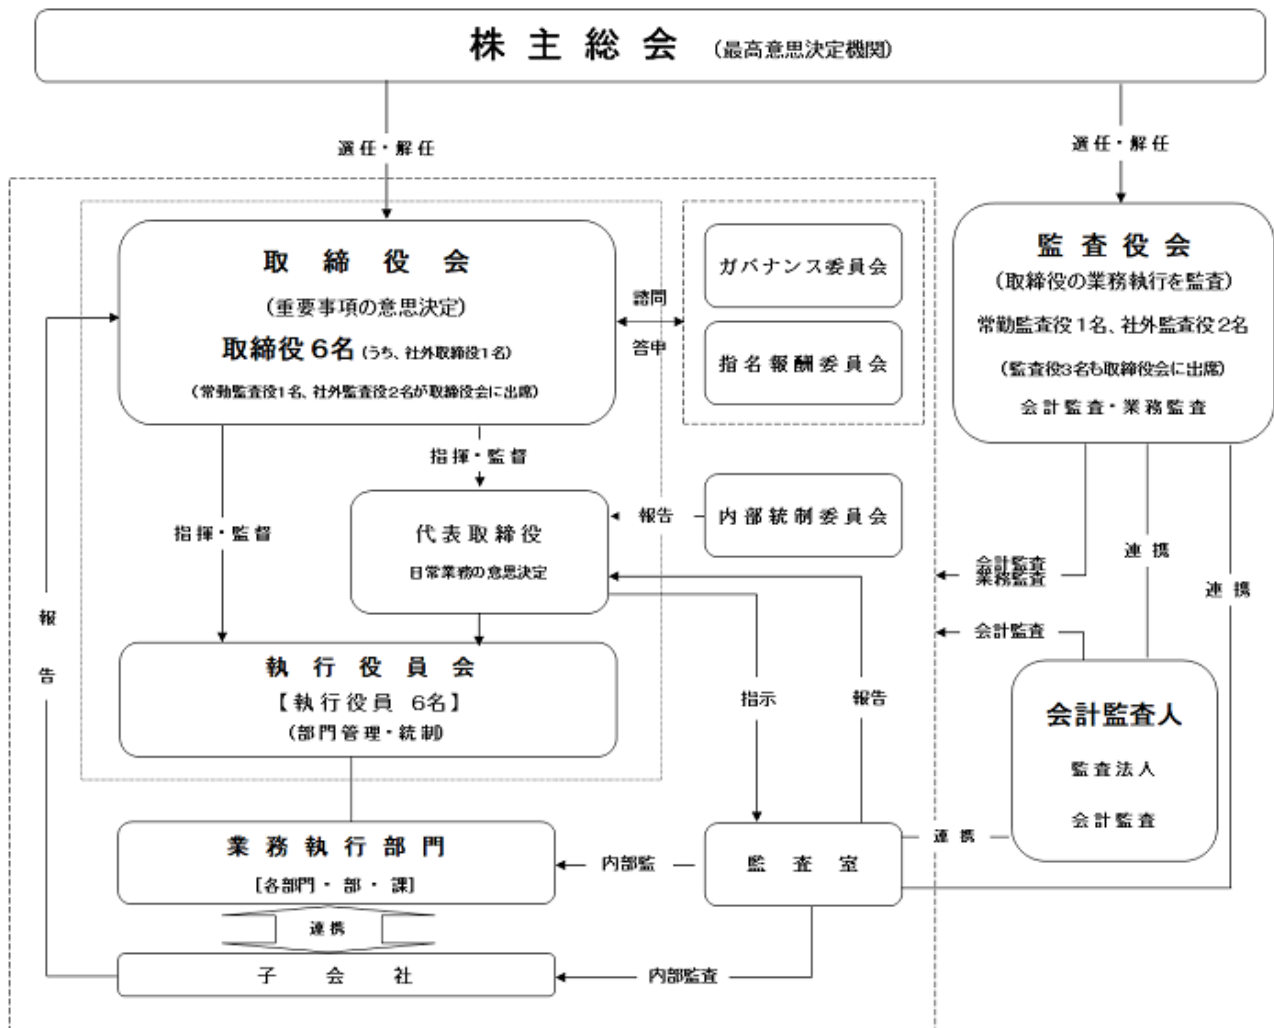 株主総会 (最高意思決定機関)
選任・解任
選任・解任
取締役会
(重要事項の意思決定)
取締役6名 (うち、社外取締役1名)
(常勤監査役1名、社外監査役2名が取締役会に出席)
諮問
答申
ガバナンス委員会
指名報酬委員会
監査役会
(取締役の業務執行を監査)
常勤監査役1名、社外監査役2名
(監査役3名も取締役会に出席)
会計監査・業務監査
指揮・監督
指揮・監督
代表取締役
日常業務の意思決定
報告
内部統制委員会
会計監査
業務監査
連携
連携
会計監査
報告
執行役員会
【執行役員 6名】
(部門管理・統制)
指示
報告
会計監査人
監査法人
会計監査
業務執行部門
[各部門・部・課]
内部監
監査室
連携
連携
子会社
内部監査